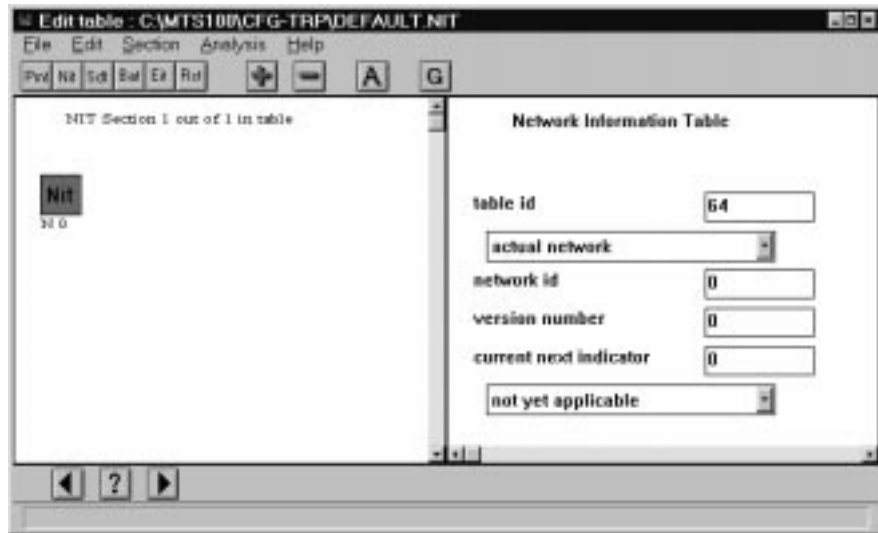 Edit table : C:\MTS100\CFG-TRP\DEFAULT.NIT
File Edit Section Analysis Help
Pmt Nit Sdt Bat Eit Rst A G
NIT Section 1 out of 1 in table
Nit
N 0
Network Information Table
table id 64
actual network
network id 0
version number 0
current next indicator 0
not yet applicable
?